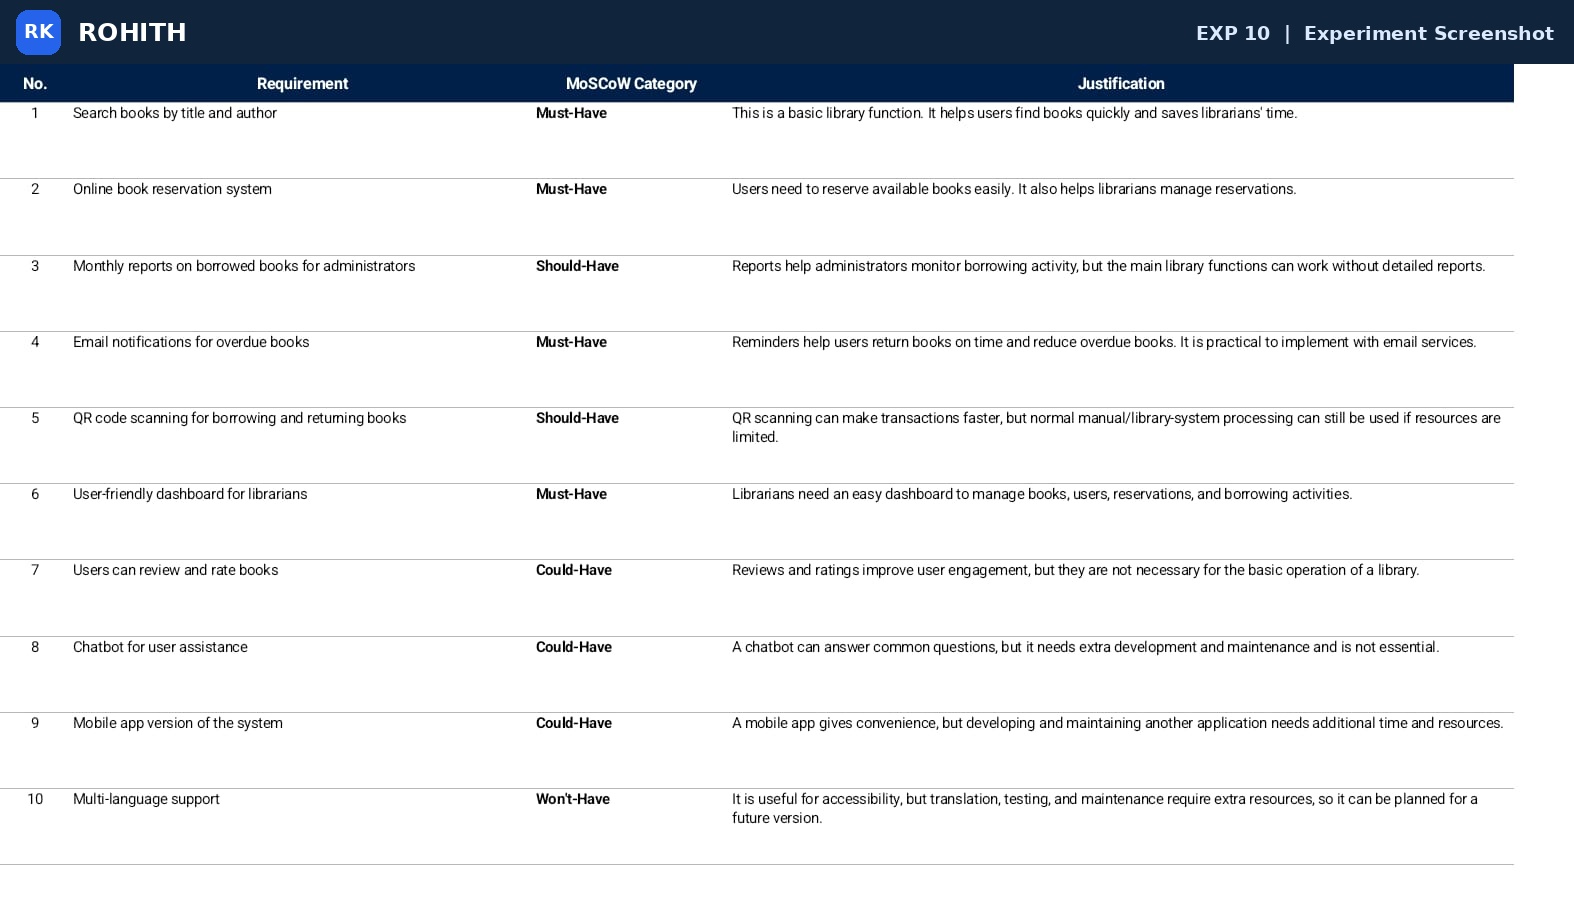 RK ROHITH EXP 10 | Experiment Screenshot
No. Requirement MoSCoW Category Justification
1 Search books by title and author Must-Have This is a basic library function. It helps users find books quickly and saves librarians' time.
2 Online book reservation system Must-Have Users need to reserve available books easily. It also helps librarians manage reservations.
3 Monthly reports on borrowed books for administrators Should-Have Reports help administrators monitor borrowing activity, but the main library functions can work without detailed reports.
4 Email notifications for overdue books Must-Have Reminders help users return books on time and reduce overdue books. It is practical to implement with email services.
5 QR code scanning for borrowing and returning books Should-Have QR scanning can make transactions faster, but normal manual/library-system processing can still be used if resources are
limited.
6 User-friendly dashboard for librarians Must-Have Librarians need an easy dashboard to manage books, users, reservations, and borrowing activities.
7 Users can review and rate books Could-Have Reviews and ratings improve user engagement, but they are not necessary for the basic operation of a library.
8 Chatbot for user assistance Could-Have A chatbot can answer common questions, but it needs extra development and maintenance and is not essential.
9 Mobile app version of the system Could-Have A mobile app gives convenience, but developing and maintaining another application needs additional time and resources.
10 Multi-language support Won't-Have It is useful for accessibility, but translation, testing, and maintenance require extra resources, so it can be planned for a
future version.